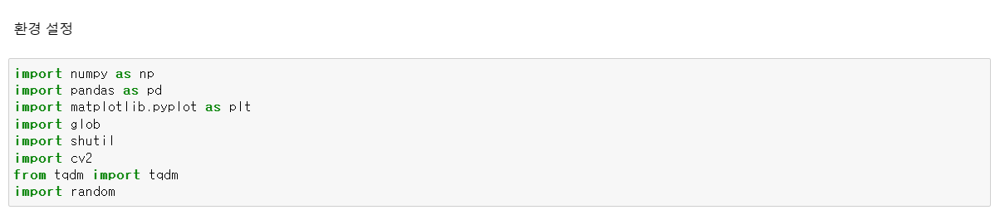 환경 설정
import numpy as np
import pandas as pd
import matplotlib.pyplot as plt
import glob
import shutil
import cv2
from tqdm import tqdm
import random